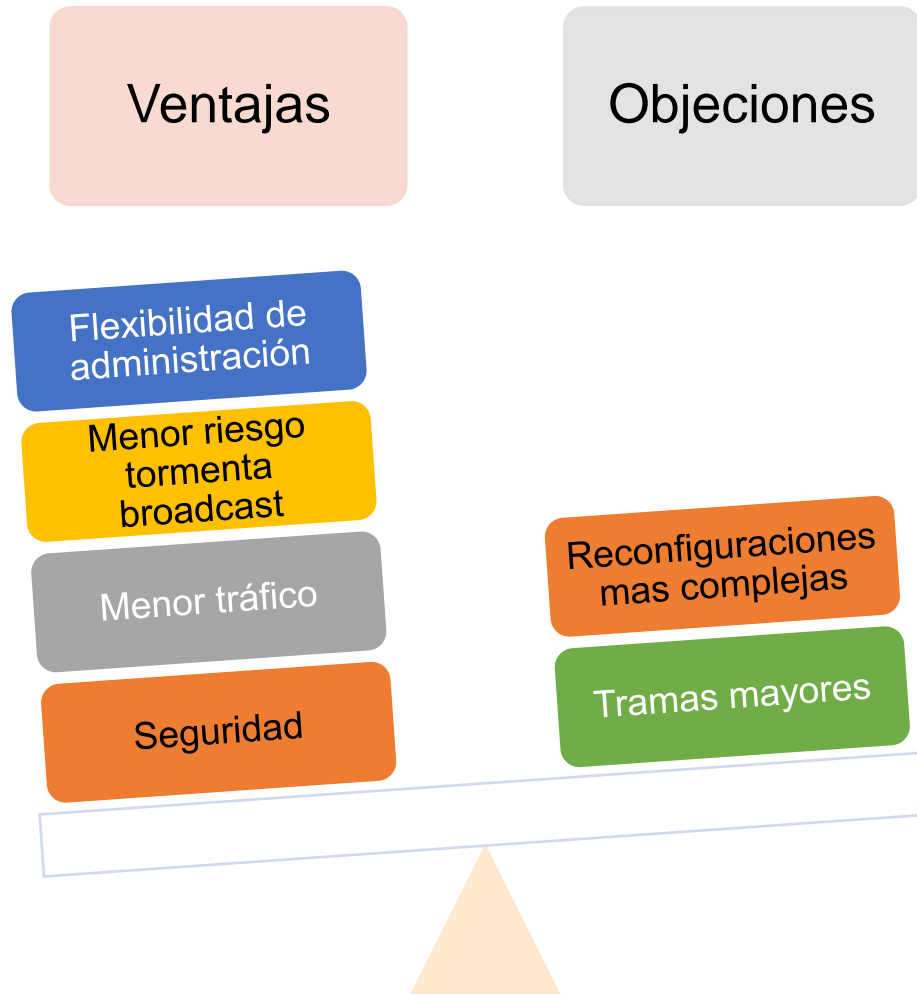 Ventajas
Objeciones
Flexibilidad de
administración
Menor riesgo
tormenta
broadcast
Menor tráfico
Seguridad
Reconfiguraciones
mas complejas
Tramas mayores